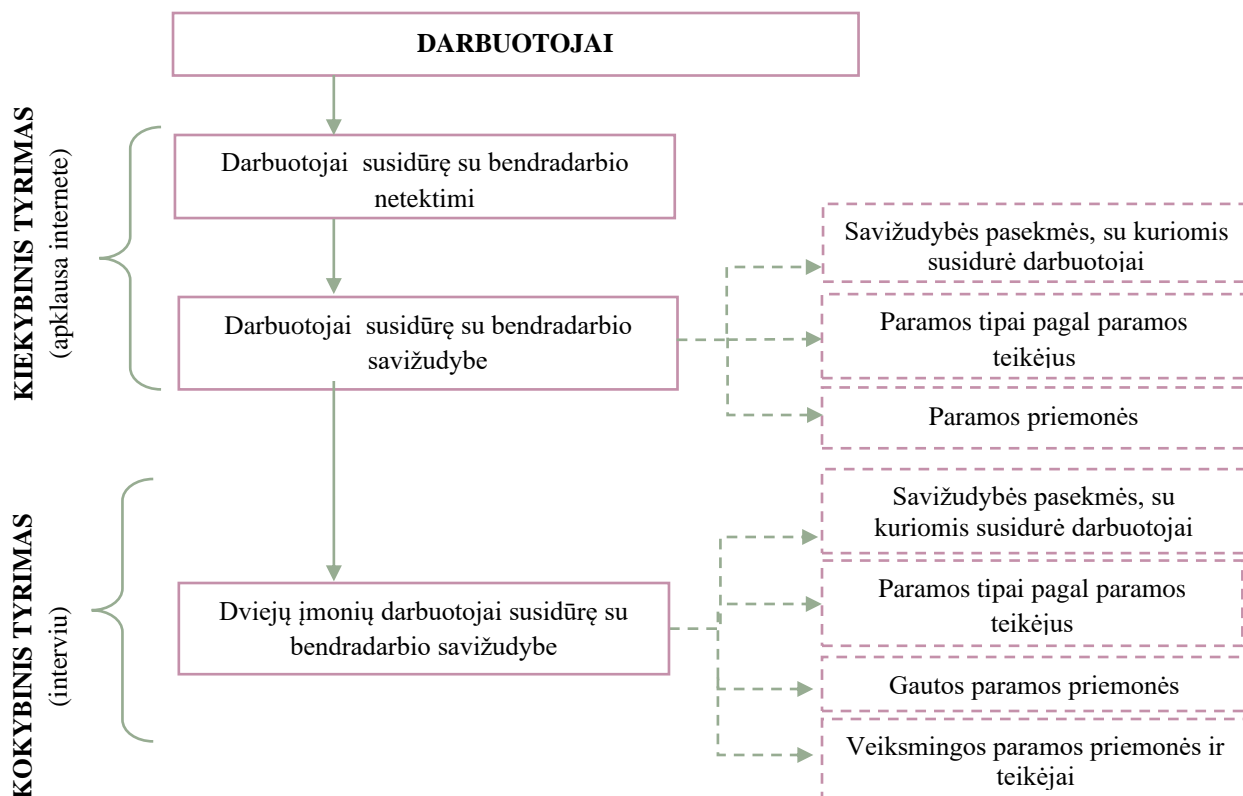 DARBUOTOJAI
KIEKYBINIS TYRIMAS
(apklausa internete)
Darbuotojai susidūrę su bendradarbio
netektimi
Darbuotojai susidūrę su bendradarbio
savižudybe
Savižudybės pasekmės, su kuriomis
susidurė darbuotojai
Paramos tipai pagal paramos
teikėjus
Paramos priemonės
KOKYBINIS TYRIMAS
(interviu)
Dviejų įmonių darbuotojai susidūrę su
bendradarbio savižudybe
Savižudybės pasekmės, su
kuriomis susidurė darbuotojai
Paramos tipai pagal paramos
teikėjus
Gautos paramos priemonės
Veiksmingos paramos priemonės ir
teikėjai